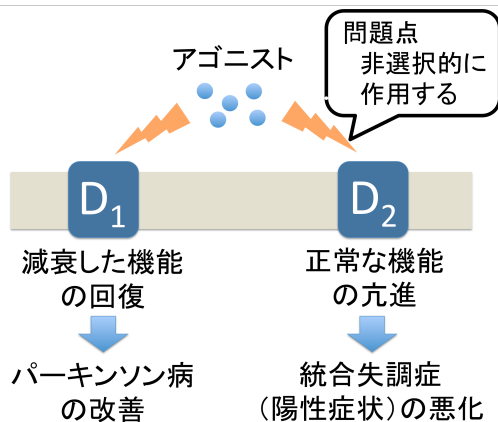 アゴニスト
問題点
非選択的に
作用する
D1
D2
減衰した機能
の回復
正常な機能
の亢進
パーキンソン病
の改善
統合失調症
（陽性症状）の悪化